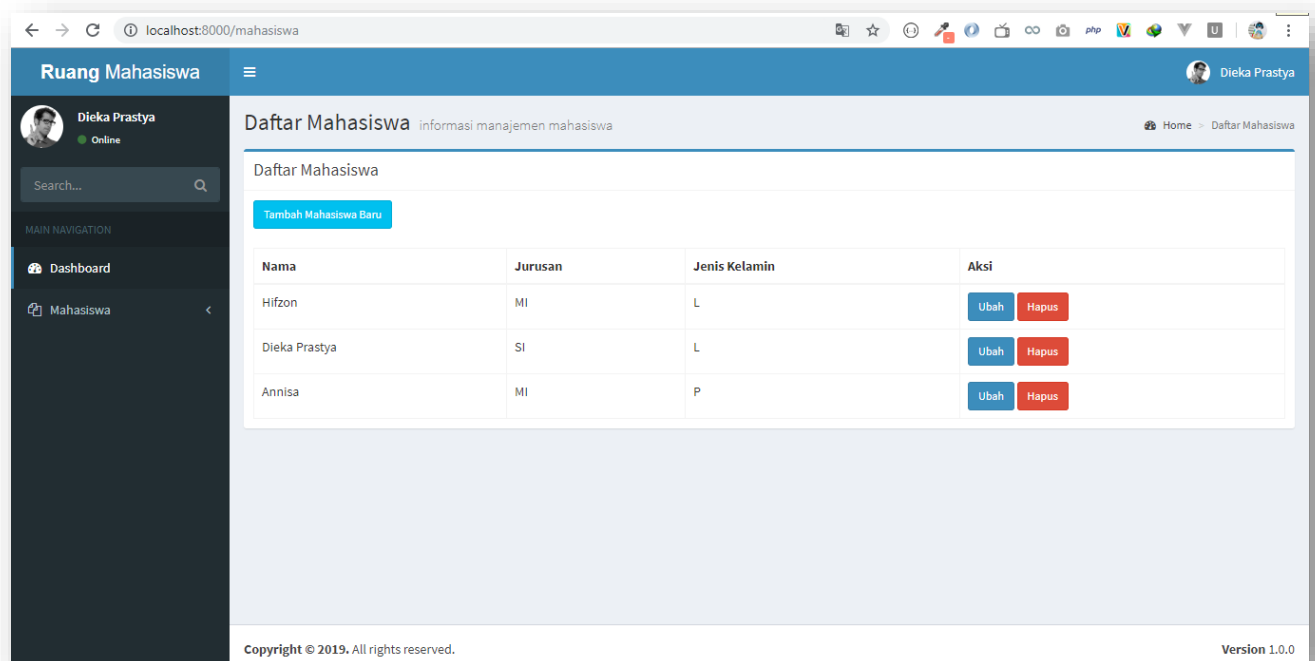 localhost:8000/mahasiswa
php
U
Ruang Mahasiswa
Dieka Prastya
Dieka Prastya
Online
Search...
MAIN NAVIGATION
Dashboard
Mahasiswa
Daftar Mahasiswa informasi manajemen mahasiswa
Home > Daftar Mahasiswa
Daftar Mahasiswa
Tambah Mahasiswa Baru
Nama Jurusan Jenis Kelamin Aksi
Hifzon MI L Ubah Hapus
Dieka Prastya SI L Ubah Hapus
Annisa MI P Ubah Hapus
Copyright © 2019. All rights reserved.
Version 1.0.0